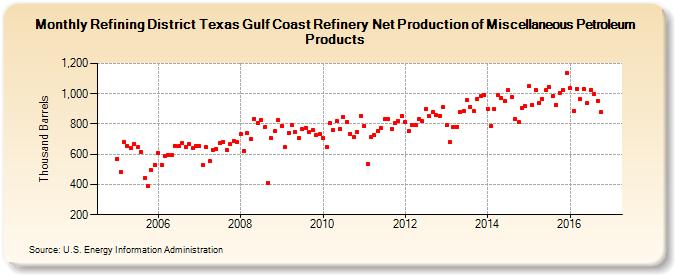 Monthly Refining District Texas Gulf Coast Refinery Net Production of Miscellaneous Petroleum
Products
Thousand Barrels
1,200
1,000
800
600
400
200
2006 2008 2010 2012 2014 2016
Source: U.S. Energy Information Administration